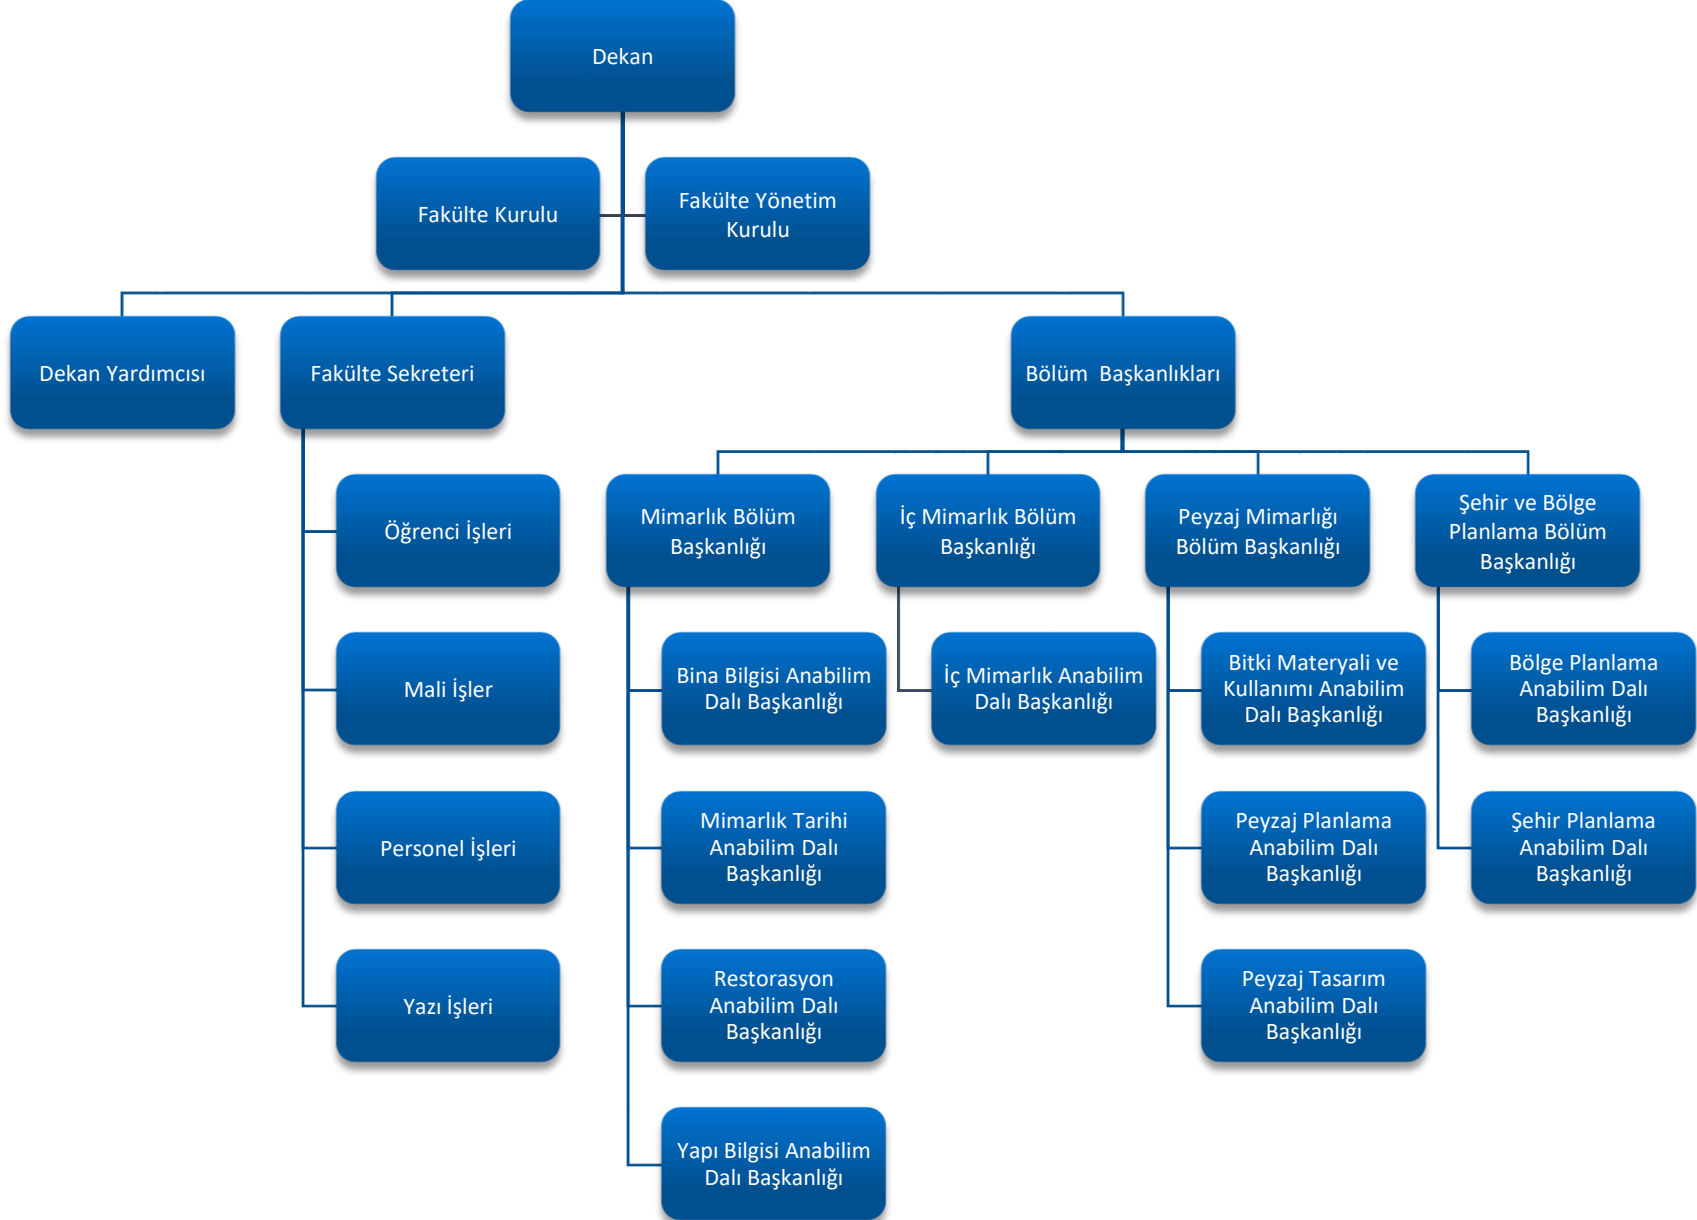 Dekan
Fakülte Kurulu
Fakülte Yönetim
Kurulu
Dekan Yardımcısı
Fakülte Sekreteri
Bölüm  Başkanlıkları
Öğrenci İşleri
Mali İşler
Personel İşleri
Yazı İşleri
Mimarlık Bölüm
Başkanlığı
Bina Bilgisi Anabilim
Dalı Başkanlığı
Mimarlık Tarihi
Anabilim Dalı
Başkanlığı
Restorasyon
Anabilim Dalı
Başkanlığı
Yapı Bilgisi Anabilim
Dalı Başkanlığı
İç Mimarlık Bölüm
Başkanlığı
İç Mimarlık Anabilim
Dalı Başkanlığı
Peyzaj Mimarlığı
Bölüm Başkanlığı
Bitki Materyali ve
Kullanımı Anabilim
Dalı Başkanlığı
Peyzaj Planlama
Anabilim Dalı
Başkanlığı
Peyzaj Tasarım
Anabilim Dalı
Başkanlığı
Şehir ve Bölge
Planlama Bölüm
Başkanlığı
Bölge Planlama
Anabilim Dalı
Başkanlığı
Şehir Planlama
Anabilim Dalı
Başkanlığı